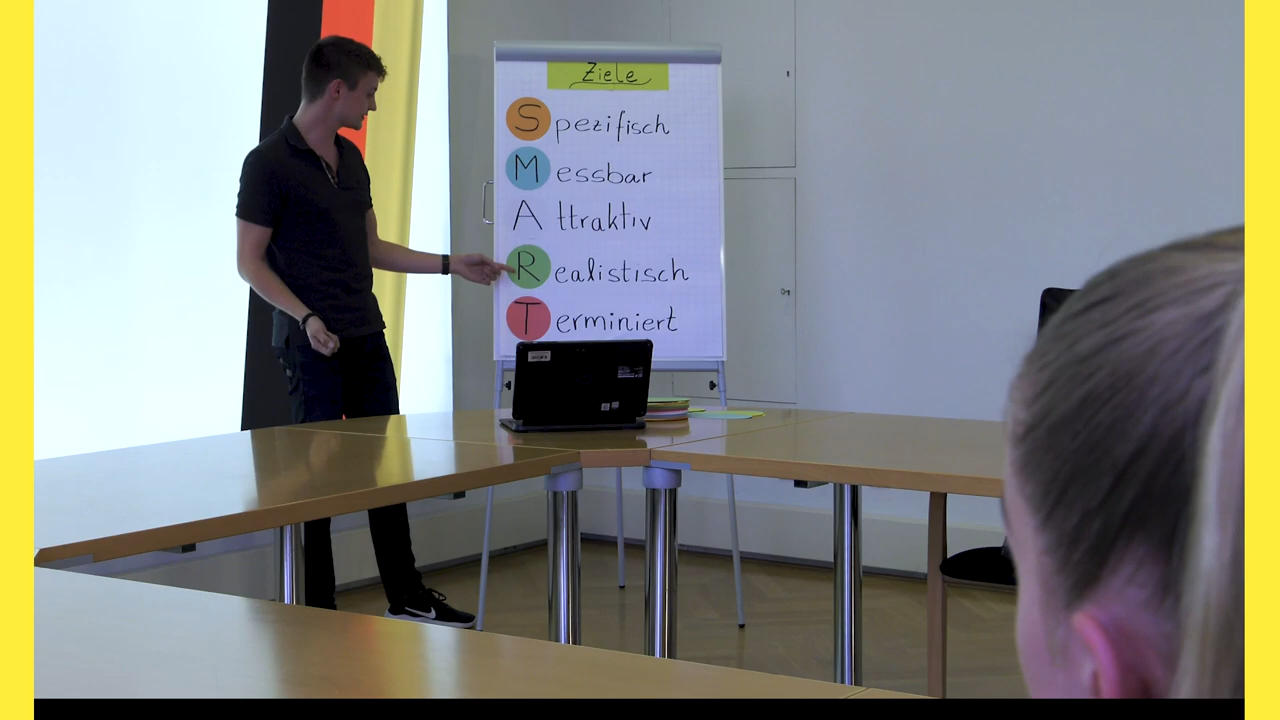 Ziele
Spezifisch
Messbar
Attraktiv
Realistisch
Terminiert